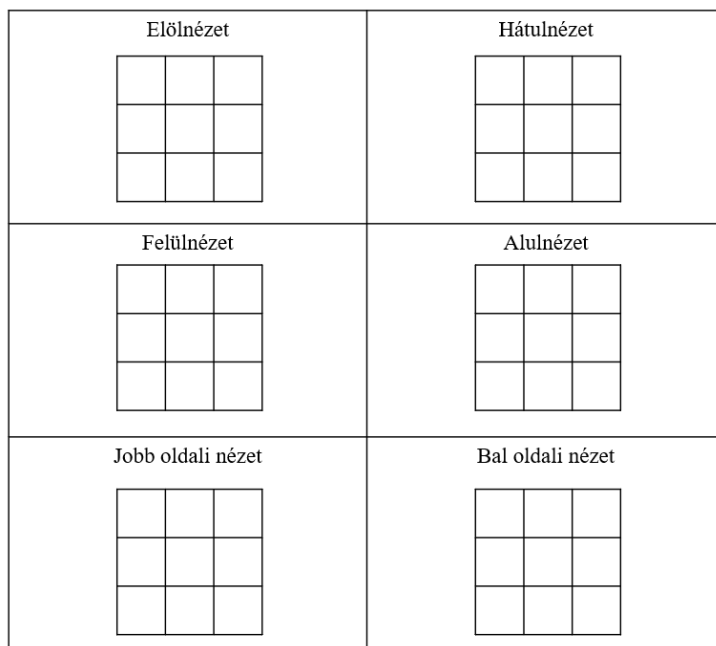 Elölnézet
Hátulnézet
Felülnézet
Alulnézet
Jobb oldali nézet
Bal oldali nézet